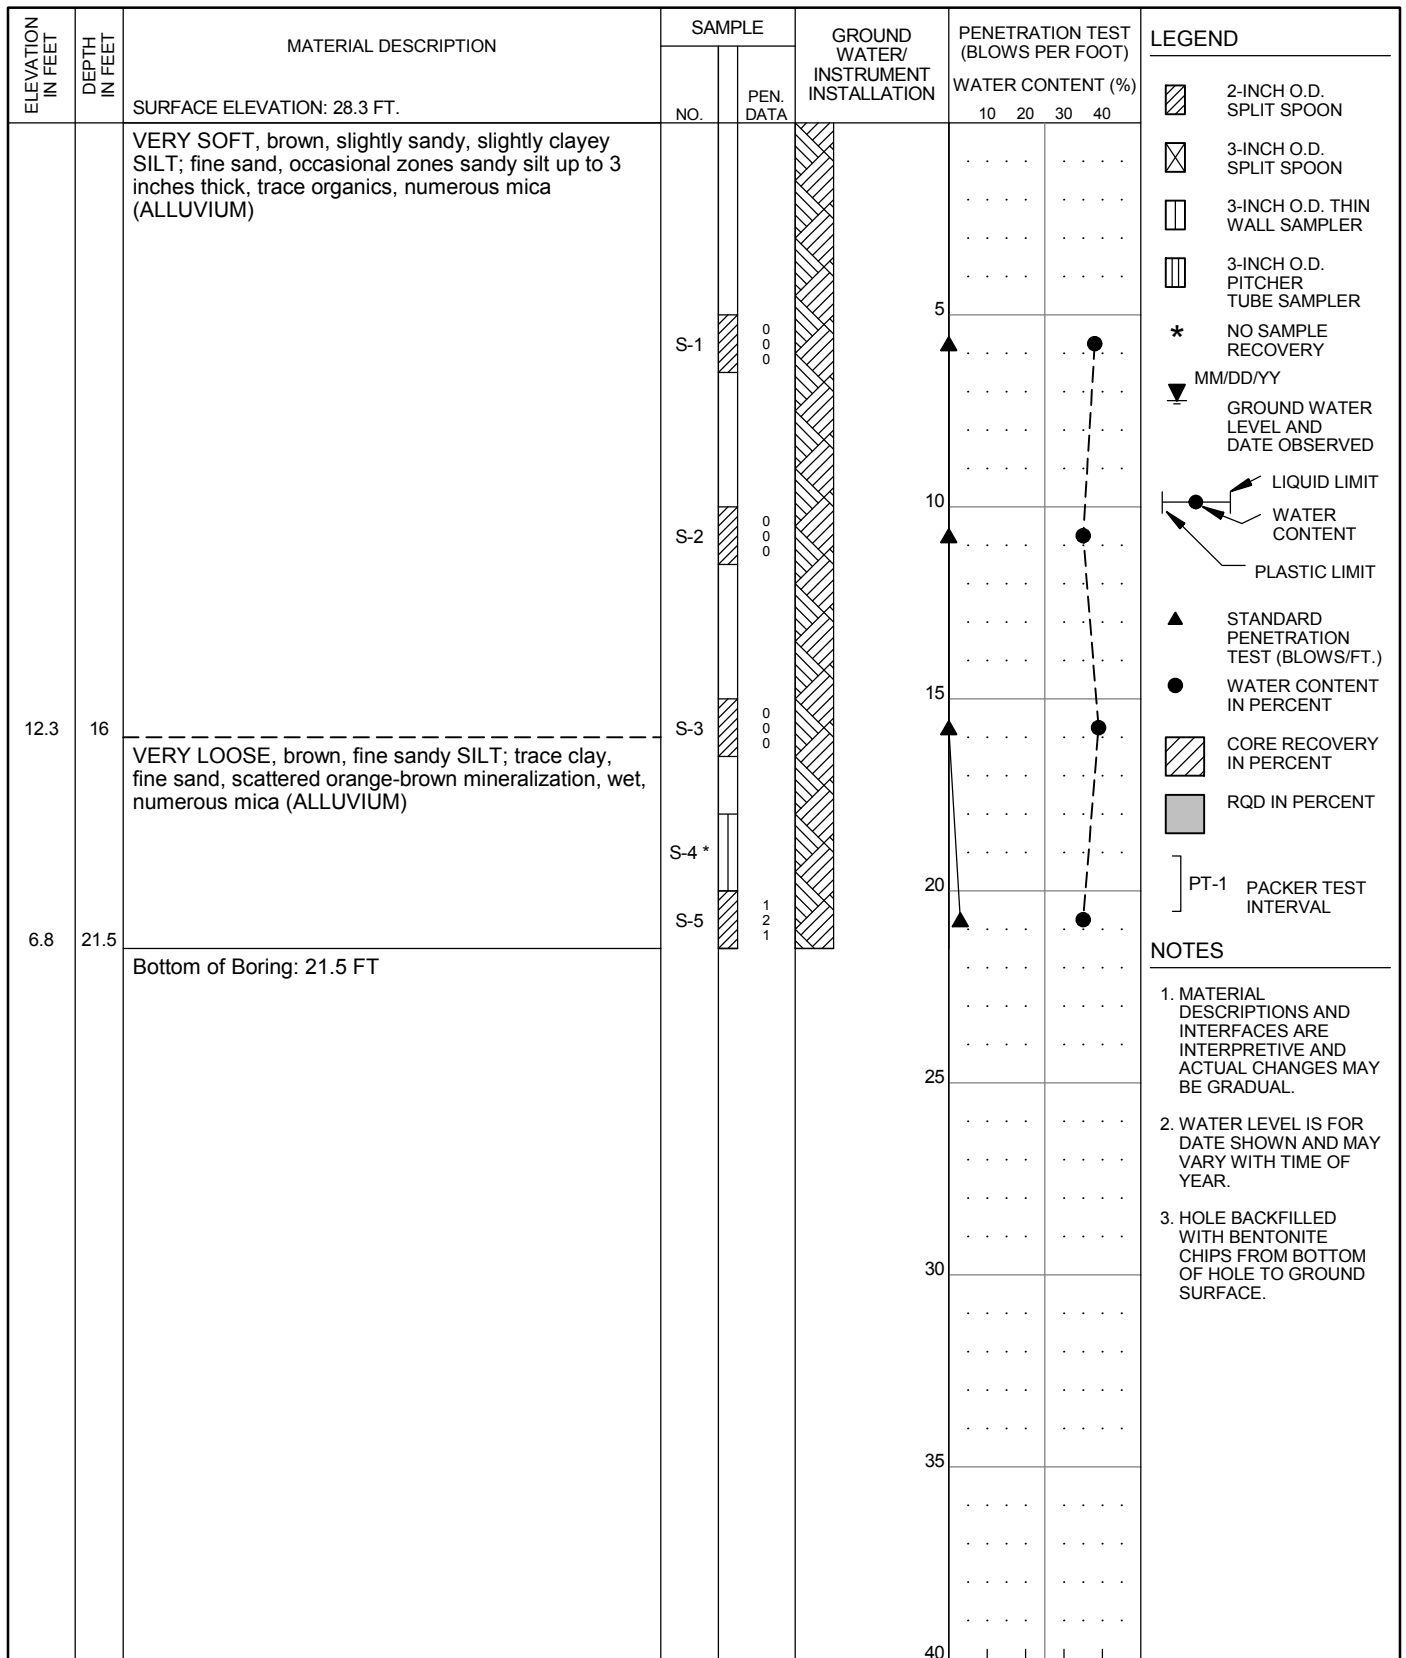 ELEVATION
IN FEET
DEPTH
IN FEET
MATERIAL DESCRIPTION
SURFACE ELEVATION: 28.3 FT.
SAMPLE
NO.
PEN.
DATA
GROUND
WATER/
INSTRUMENT
INSTALLATION
PENETRATION TEST
(BLOWS PER FOOT)
WATER CONTENT (%)
10 20 30 40
VERY SOFT, brown, slightly sandy, slightly clayey
SILT; fine sand, occasional zones sandy silt up to 3
inches thick, trace organics, numerous mica
(ALLUVIUM)
5
S-1
0
0
0
10
S-2
0
0
0
15
12.3 16
S-3
0
0
0
VERY LOOSE, brown, fine sandy SILT; trace clay,
fine sand, scattered orange-brown mineralization, wet,
numerous mica (ALLUVIUM)
S-4 *
20
S-5
1
2
1
6.8 21.5
Bottom of Boring: 21.5 FT
25
30
35
40
LEGEND
2-INCH O.D.
SPLIT SPOON
3-INCH O.D.
SPLIT SPOON
3-INCH O.D. THIN
WALL SAMPLER
3-INCH O.D.
PITCHER
TUBE SAMPLER
* NO SAMPLE
RECOVERY
MM/DD/YY
GROUND WATER
LEVEL AND
DATE OBSERVED
LIQUID LIMIT
WATER
CONTENT
PLASTIC LIMIT
STANDARD
PENETRATION
TEST (BLOWS/FT.)
WATER CONTENT
IN PERCENT
CORE RECOVERY
IN PERCENT
RQD IN PERCENT
PT-1 PACKER TEST
INTERVAL
NOTES
1. MATERIAL
DESCRIPTIONS AND
INTERFACES ARE
INTERPRETIVE AND
ACTUAL CHANGES MAY
BE GRADUAL.
2. WATER LEVEL IS FOR
DATE SHOWN AND MAY
VARY WITH TIME OF
YEAR.
3. HOLE BACKFILLED
WITH BENTONITE
CHIPS FROM BOTTOM
OF HOLE TO GROUND
SURFACE.